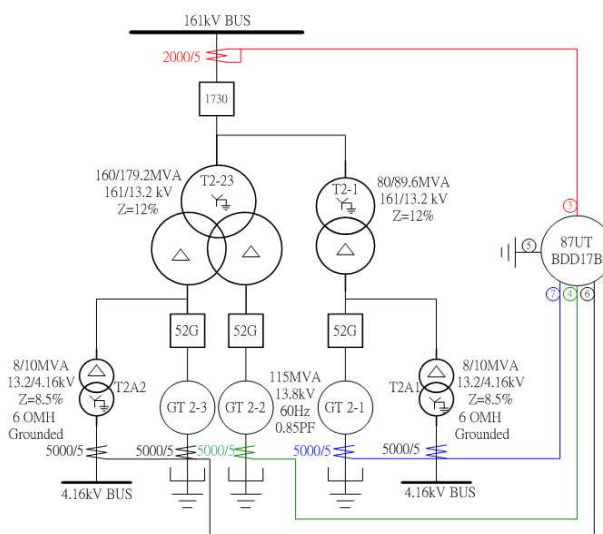 161kV BUS
2000/5
1730
160/179.2MVA
161/13.2 kV
Z=12%
T2-23
T2-1
80/89.6MVA
161/13.2 kV
Z=12%
3
87UT
BDD17B
5
7
4
6
52G
52G
52G
8/10MVA
13.2/4.16kV
Z=8.5%
6 OMH
Grounded
T2A2
GT 2-3
GT 2-2
115MVA
13.8kV
60Hz
0.85PF
GT 2-1
T2A1
8/10MVA
13.2/4.16kV
Z=8.5%
6 OMH
Grounded
5000/5
5000/5
5000/5
5000/5
5000/5
4.16kV BUS
4.16kV BUS